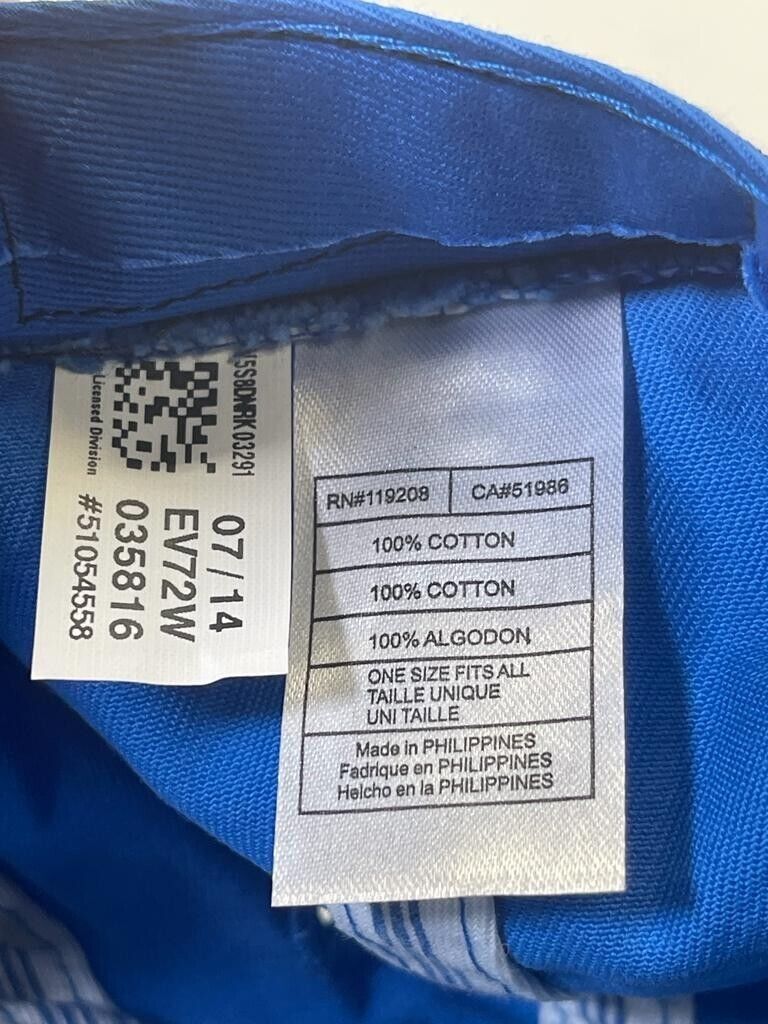 Licensed Division
#51054558
035816
EV72W
07/14
RN#119208
CA#51986
100% COTTON
100% COTTON
100% ALGODON
ONE SIZE FITS ALL
TAILLE UNIQUE
UNI TAILLE
Made in PHILIPPINES
Fadrique en PHILIPPINES
Helcho en la PHILIPPINES